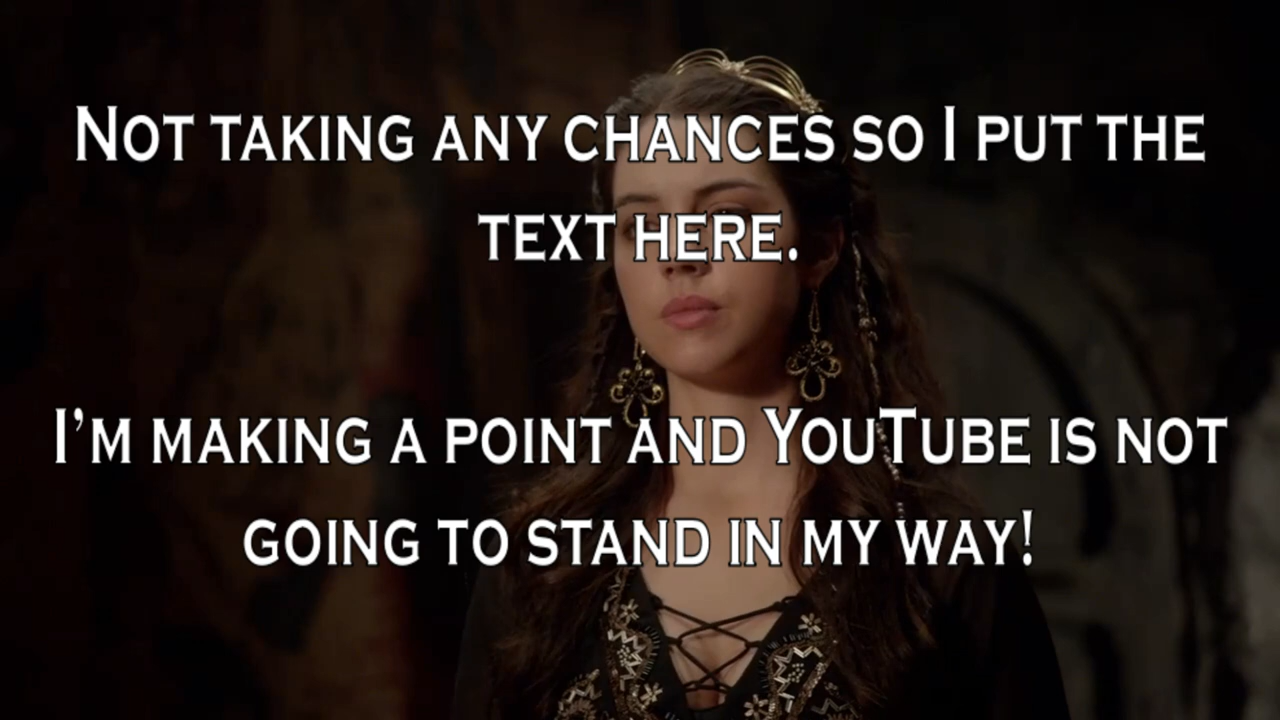 Not taking any chances so I put the
text here.
I'm making a point and YouTube is not
going to stand in my way!